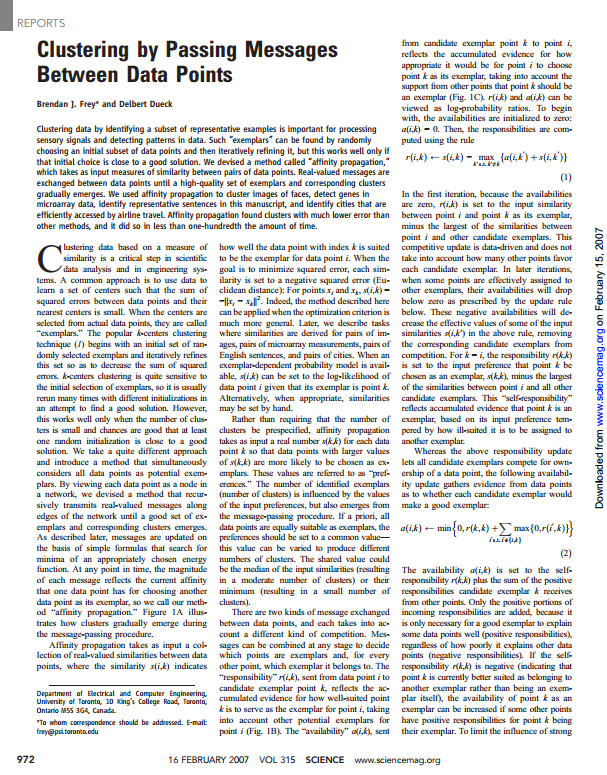 REPORTS
Clustering by Passing Messages
Between Data Points
Brendan J. Frey* and Delbert Dueck
Clustering data by identifying a subset of representative examples is important for processing
sensory signals and detecting patterns in data. Such “exemplars” can be found by randomly
choosing an initial subset of data points and then iteratively refining it, but this works well only if
that initial choice is close to a good solution. We devised a method called “affinity propagation,”
which takes as input measures of similarity between pairs of data points. Real-valued messages are
exchanged between data points until a high-quality set of exemplars and corresponding clusters
gradually emerges. We used affinity propagation to cluster images of faces, detect genes in
microarray data, identify representative sentences in this manuscript, and identify cities that are
efficiently accessed by airline travel. Affinity propagation found clusters with much lower error than
other methods, and it did so in less than one-hundredth the amount of time.
Clustering data based on a measure of
similarity is a critical step in scientific
data analysis and in engineering sys-
tems. A common approach is to use data to
learn a set of centers such that the sum of
squared errors between data points and their
nearest centers is small. When the centers are
selected from actual data points, they are called
“exemplars.” The popular k-centers clustering
technique (1) begins with an initial set of ran-
domly selected exemplars and iteratively refines
this set so as to decrease the sum of squared
errors. k-centers clustering is quite sensitive to
the initial selection of exemplars, so it is usually
rerun many times with different initializations in
an attempt to find a good solution. However,
this works well only when the number of clus-
ters is small and chances are good that at least
one random initialization is close to a good
solution. We take a quite different approach
and introduce a method that simultaneously
considers all data points as potential exem-
plars. By viewing each data point as a node in
a network, we devised a method that recur-
sively transmits real-valued messages along
edges of the network until a good set of ex-
emplars and corresponding clusters emerges.
As described later, messages are updated on
the basis of simple formulas that search for
minima of an appropriately chosen energy
function. At any point in time, the magnitude
of each message reflects the current affinity
that one data point has for choosing another
data point as its exemplar, so we call our meth-
od “affinity propagation.” Figure 1A illus-
trates how clusters gradually emerge during
the message-passing procedure.
Affinity propagation takes as input a col-
lection of real-valued similarities between data
points, where the similarity s(i,k) indicates
Department of Electrical and Computer Engineering,
University of Toronto, 10 King’s College Road, Toronto,
Ontario M5S 3G4, Canada.
*To whom correspondence should be addressed. E-mail:
frey@psi.toronto.edu
how well the data point with index k is suited
to be the exemplar for data point i. When the
goal is to minimize squared error, each sim-
ilarity is set to a negative squared error (Eu-
clidean distance): For points xᵢ and xₖ, s(i,k) =
−||xᵢ − xₖ||². Indeed, the method described here
can be applied when the optimization criterion is
much more general. Later, we describe tasks
where similarities are derived for pairs of im-
ages, pairs of microarray measurements, pairs of
English sentences, and pairs of cities. When an
exemplar-dependent probability model is avail-
able, s(i,k) can be set to the log-likelihood of
data point i given that its exemplar is point k.
Alternatively, when appropriate, similarities
may be set by hand.
Rather than requiring that the number of
clusters be prespecified, affinity propagation
takes as input a real number s(k,k) for each data
point k so that data points with larger values
of s(k,k) are more likely to be chosen as ex-
emplars. These values are referred to as “pref-
erences.” The number of identified exemplars
(number of clusters) is influenced by the values
of the input preferences, but also emerges from
the message-passing procedure. If a priori, all
data points are equally suitable as exemplars, the
preferences should be set to a common value—
this value can be varied to produce different
numbers of clusters. The shared value could
be the median of the input similarities (resulting
in a moderate number of clusters) or their
minimum (resulting in a small number of
clusters).
There are two kinds of message exchanged
between data points, and each takes into ac-
count a different kind of competition. Mes-
sages can be combined at any stage to decide
which points are exemplars and, for every
other point, which exemplar it belongs to. The
“responsibility” r(i,k), sent from data point i to
candidate exemplar point k, reflects the ac-
cumulated evidence for how well-suited point
k is to serve as the exemplar for point i, taking
into account other potential exemplars for
point i (Fig. 1B). The “availability” a(i,k), sent
from candidate exemplar point k to point i,
reflects the accumulated evidence for how
appropriate it would be for point i to choose
point k as its exemplar, taking into account the
support from other points that point k should be
an exemplar (Fig. 1C). r(i,k) and a(i,k) can be
viewed as log-probability ratios. To begin
with, the availabilities are initialized to zero:
a(i,k) = 0. Then, the responsibilities are com-
puted using the rule
r(i,k) ← s(i,k) − max {a(i,k′) + s(i,k′)}
k′ s.t. k′≠k
(1)
In the first iteration, because the availabilities
are zero, r(i,k) is set to the input similarity
between point i and point k as its exemplar,
minus the largest of the similarities between
point i and other candidate exemplars. This
competitive update is data-driven and does not
take into account how many other points favor
each candidate exemplar. In later iterations,
when some points are effectively assigned to
other exemplars, their availabilities will drop
below zero as prescribed by the update rule
below. These negative availabilities will de-
crease the effective values of some of the input
similarities s(i,k′) in the above rule, removing
the corresponding candidate exemplars from
competition. For k = i, the responsibility r(k,k)
is set to the input preference that point k be
chosen as an exemplar, s(k,k), minus the largest
of the similarities between point i and all other
candidate exemplars. This “self-responsibility”
reflects accumulated evidence that point k is an
exemplar, based on its input preference tem-
pered by how ill-suited it is to be assigned to
another exemplar.
Whereas the above responsibility update
lets all candidate exemplars compete for own-
ership of a data point, the following availabil-
ity update gathers evidence from data points
as to whether each candidate exemplar would
make a good exemplar:
a(i,k) ← min{0, r(k,k) + ∑ max{0,r(i′,k)}}
i′ s.t. i′∉{i,k}
(2)
The availability a(i,k) is set to the self-
responsibility r(k,k) plus the sum of the positive
responsibilities candidate exemplar k receives
from other points. Only the positive portions of
incoming responsibilities are added, because it
is only necessary for a good exemplar to explain
some data points well (positive responsibilities),
regardless of how poorly it explains other data
points (negative responsibilities). If the self-
responsibility r(k,k) is negative (indicating that
point k is currently better suited as belonging to
another exemplar rather than being an exem-
plar itself), the availability of point k as an
exemplar can be increased if some other points
have positive responsibilities for point k being
their exemplar. To limit the influence of strong
Downloaded from www.sciencemag.org on February 15, 2007
972
16 FEBRUARY 2007 VOL 315 SCIENCE www.sciencemag.org